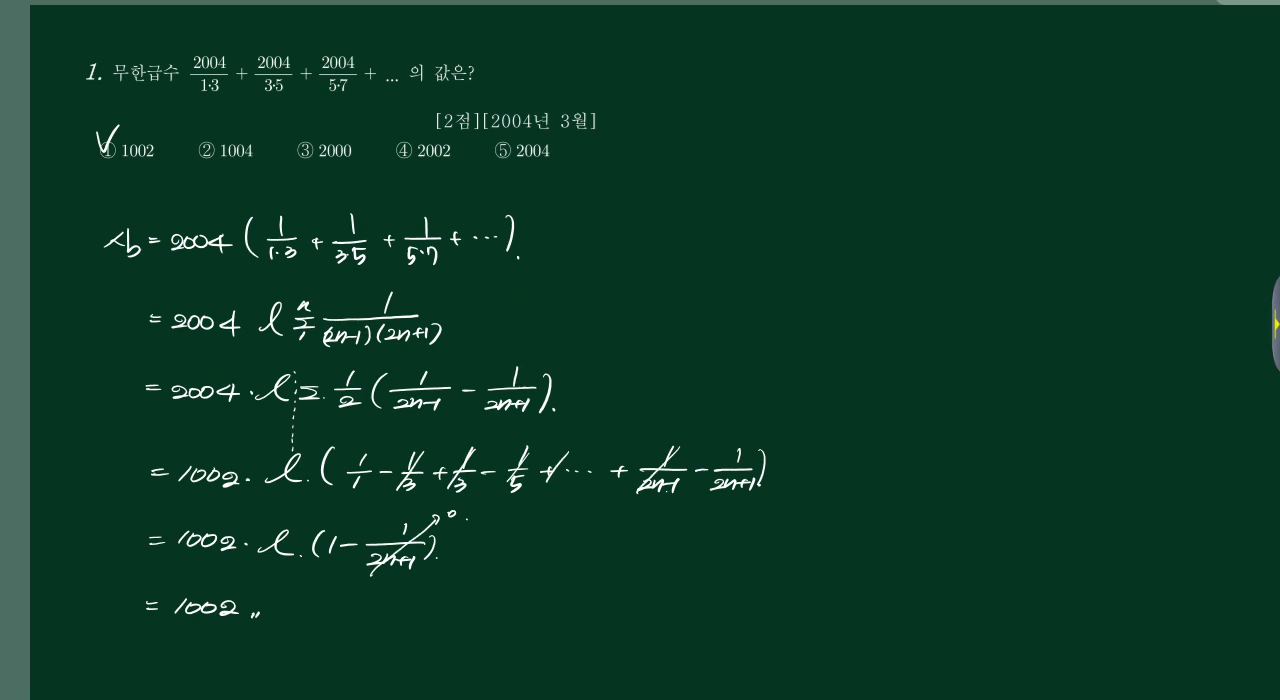 1. 무한급수 2004/1·3 + 2004/3·5 + 2004/5·7 + ... 의 값은?
[2점][2004년 3월]
① 1002 ② 1004 ③ 2000 ④ 2002 ⑤ 2004
= 2004 ( 1/1·3 + 1/3·5 + 1/5·7 + ··· ).
= 2004 l Σ 1/(2n-1)(2n+1)
= 2004 · l Σ 1/2 ( 1/2n-1 - 1/2n+1 ).
= 1002 · l. ( 1/1 - 1/3 + 1/3 - 1/5 + ··· + 1/2n-1 - 1/2n+1 )
= 1002 · l. ( 1 - 1/2n+1 ). 0
= 1002 〃